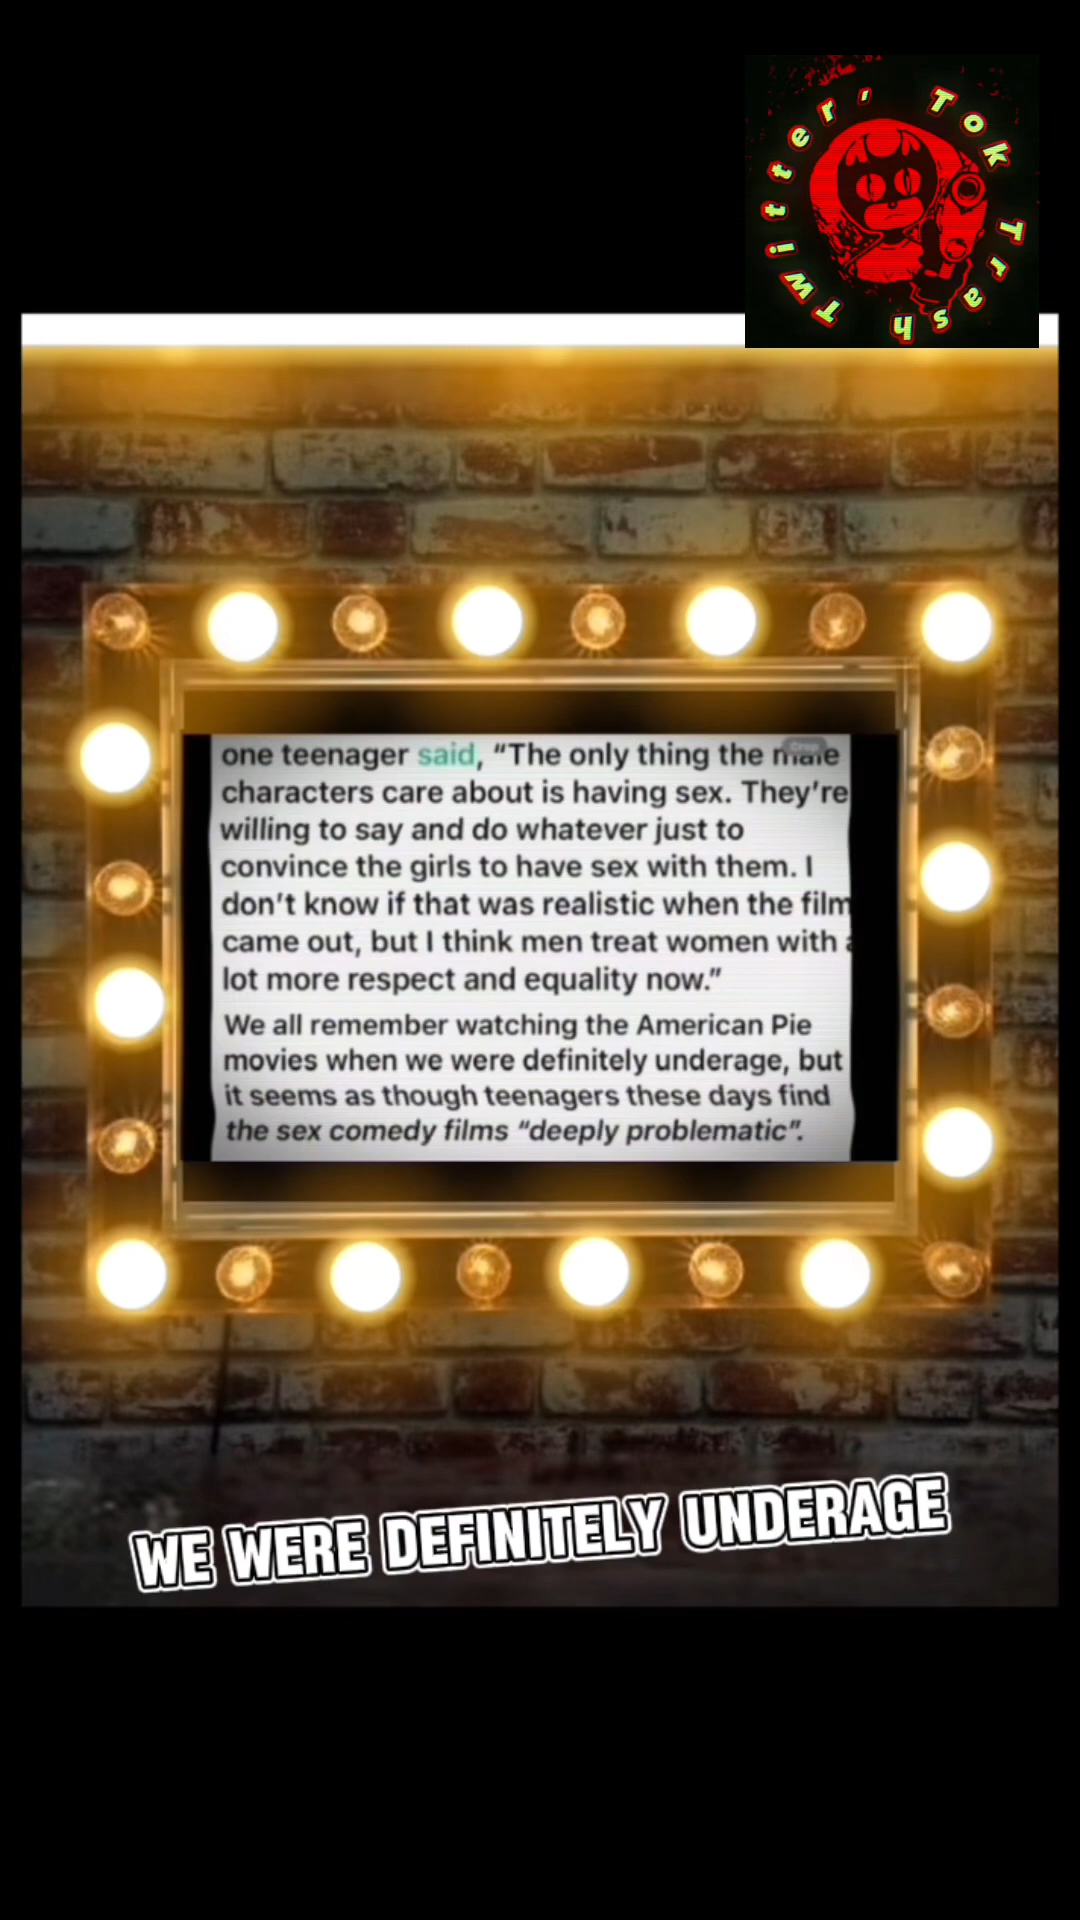 Twitter' Tok Trash
one teenager said, “The only thing the male
characters care about is having sex. They’re
willing to say and do whatever just to
convince the girls to have sex with them. I
don’t know if that was realistic when the film
came out, but I think men treat women with a
lot more respect and equality now.”
We all remember watching the American Pie
movies when we were definitely underage, but
it seems as though teenagers these days find
the sex comedy films “deeply problematic”.
WE WERE DEFINITELY UNDERAGE